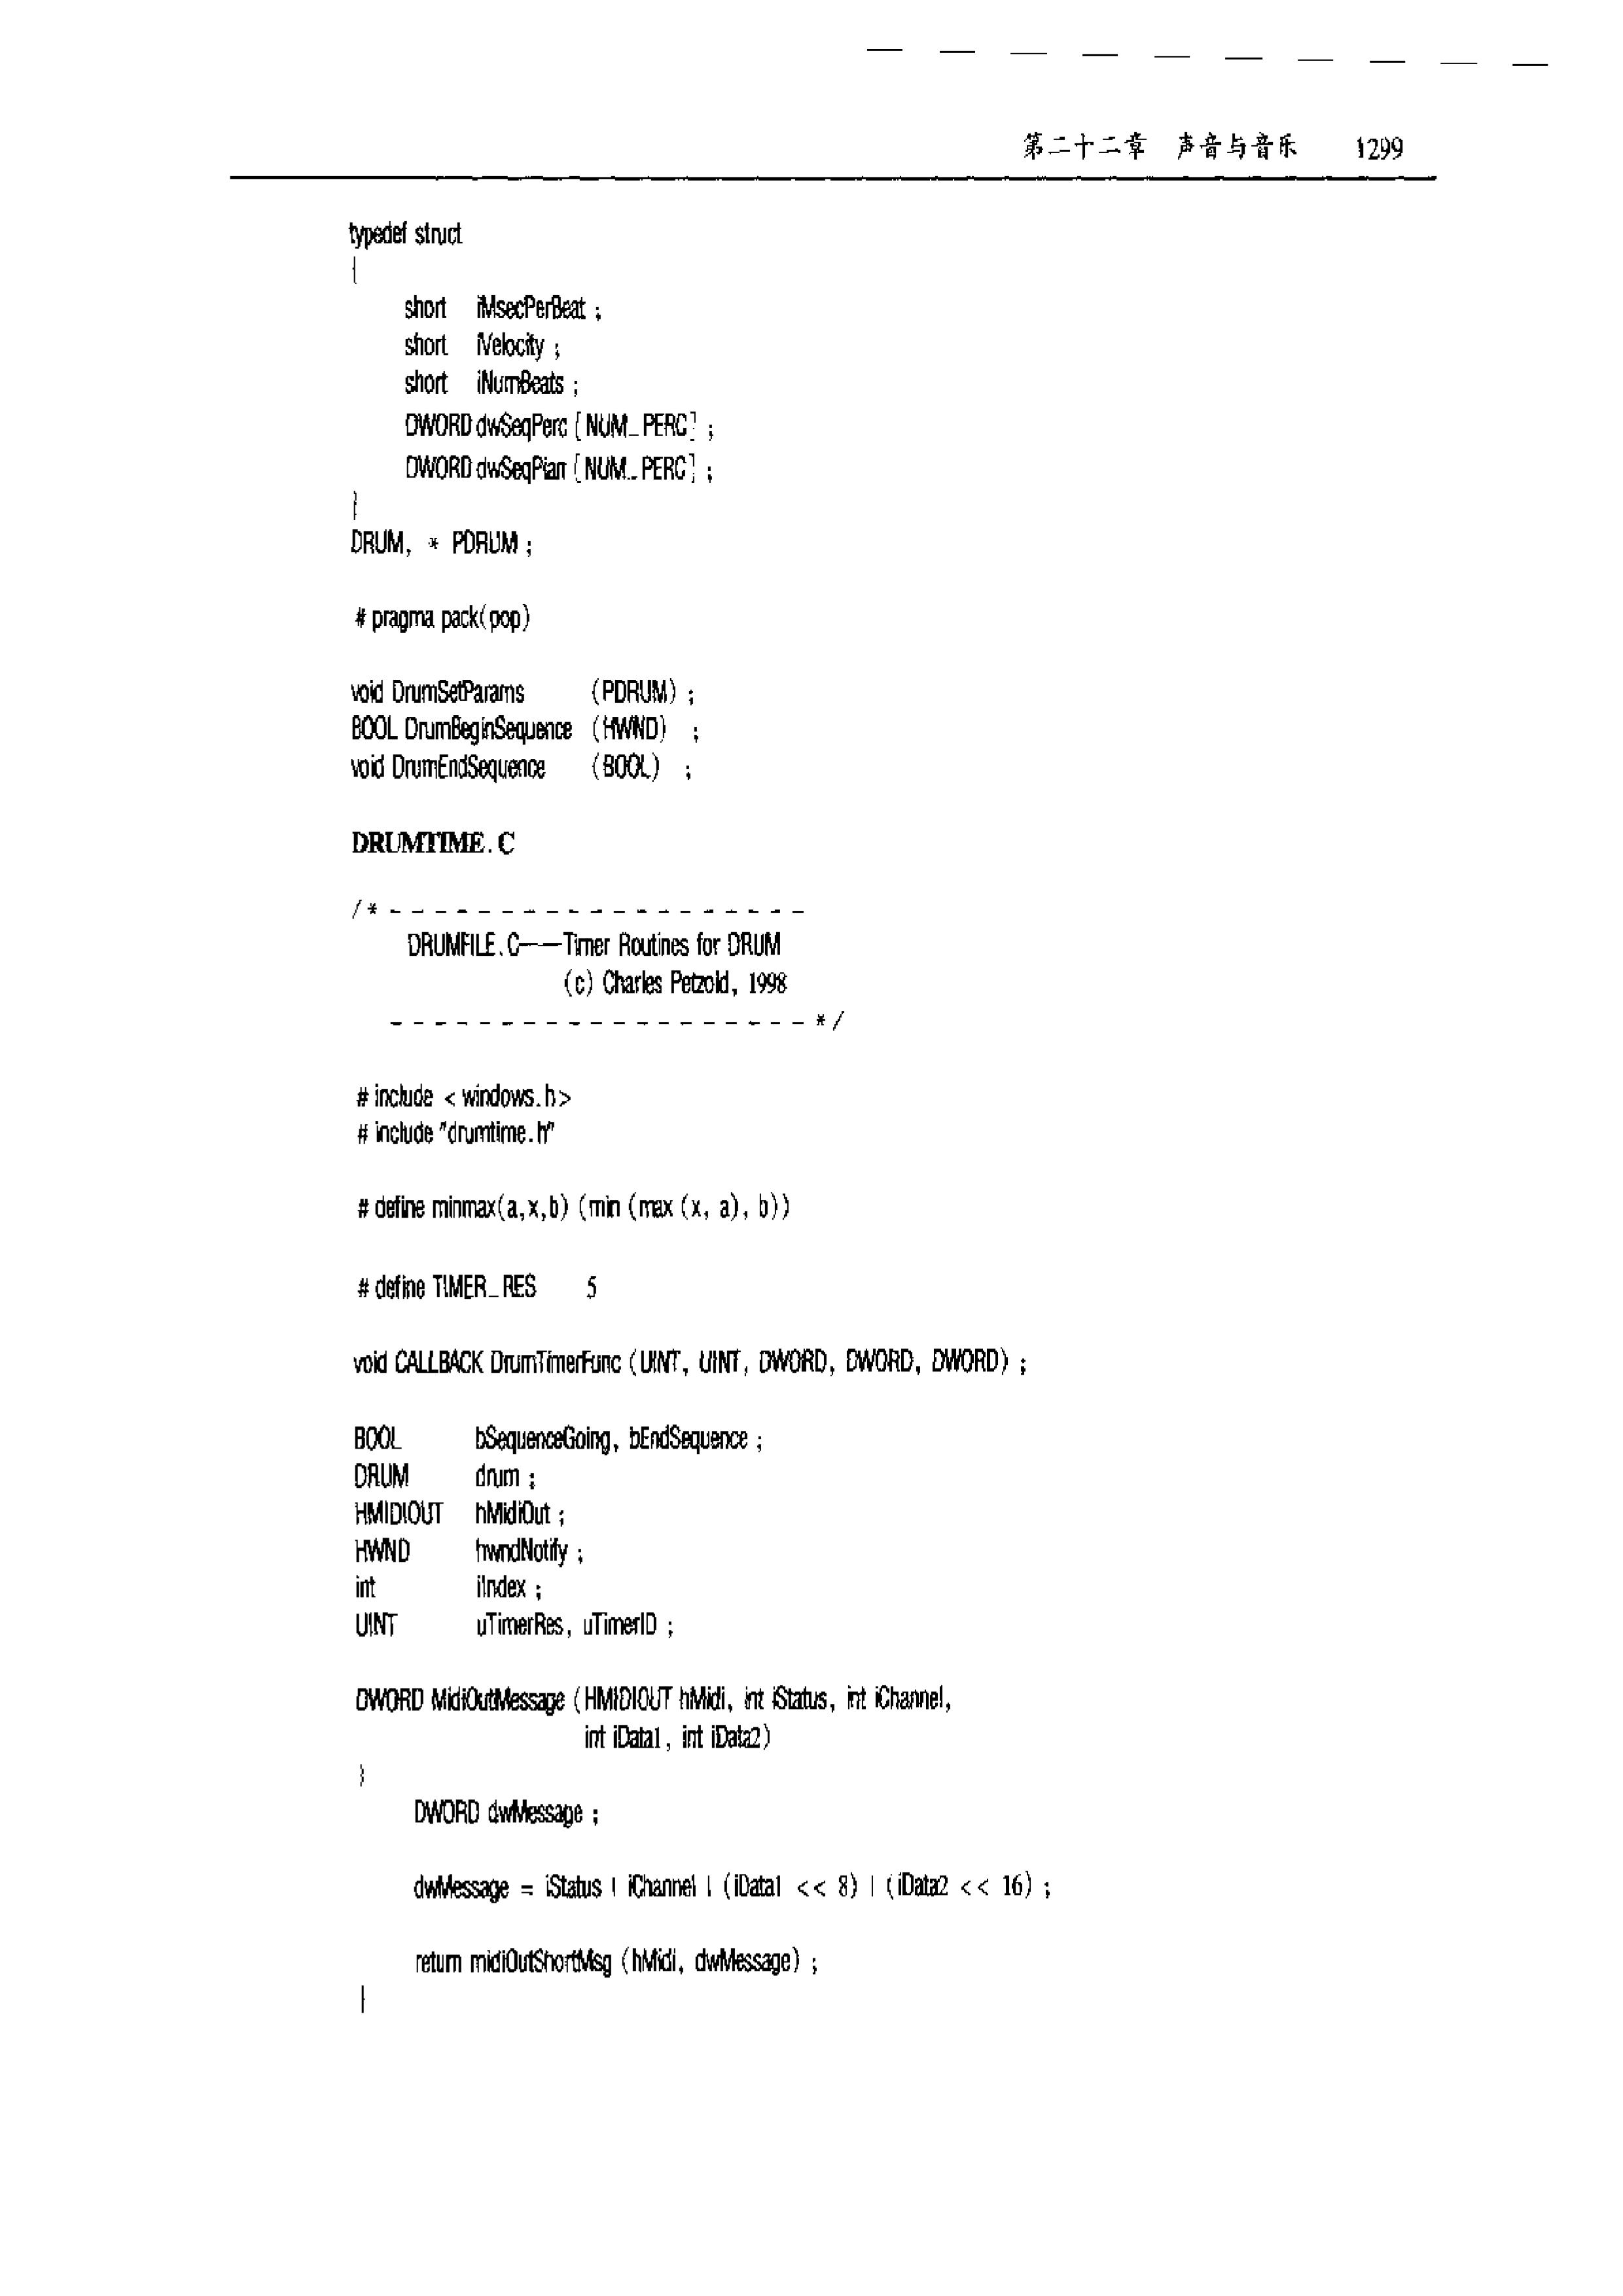 第二十二章 声音与音乐 1299
typedef struct
{
short iMsecPerBeat ;
short iVelocity ;
short iNumBeats ;
DWORD dwSeqPerc [ NUM_PERC] ;
DWORD dwSeqPian [ NUM_PERC] ;
}
DRUM, * PDRUM ;
# pragma pack(pop)
void DrumSetParams (PDRUM) ;
BOOL DrumBeginSequence (HWND) ;
void DrumEndSequence (BOOL) ;
DRUMTIME.C
/* - - - - - - - - - - - - - - - - - - -
DRUMFILE.C——Timer Routines for DRUM
(c) Charles Petzold, 1998
- - - - - - - - - - - - - - - - - - - */
# include < windows.h>
# include "drumtime.h"
# define minmax(a,x,b) (min (max (x, a), b))
# define TIMER_RES 5
void CALLBACK DrumTimerFunc (UINT, UINT, DWORD, DWORD, DWORD) ;
BOOL bSequenceGoing, bEndSequence ;
DRUM drum ;
HMIDIOUT hMidiOut ;
HWND hwndNotify ;
int iIndex ;
UINT uTimerRes, uTimerID ;
DWORD MidiOutMessage (HMIDIOUT hMidi, int iStatus, int iChannel,
int iData1, int iData2)
}
DWORD dwMessage ;
dwMessage = iStatus | iChannel | (iData1 << 8) | (iData2 << 16) ;
return midiOutShortMsg (hMidi, dwMessage) ;
}